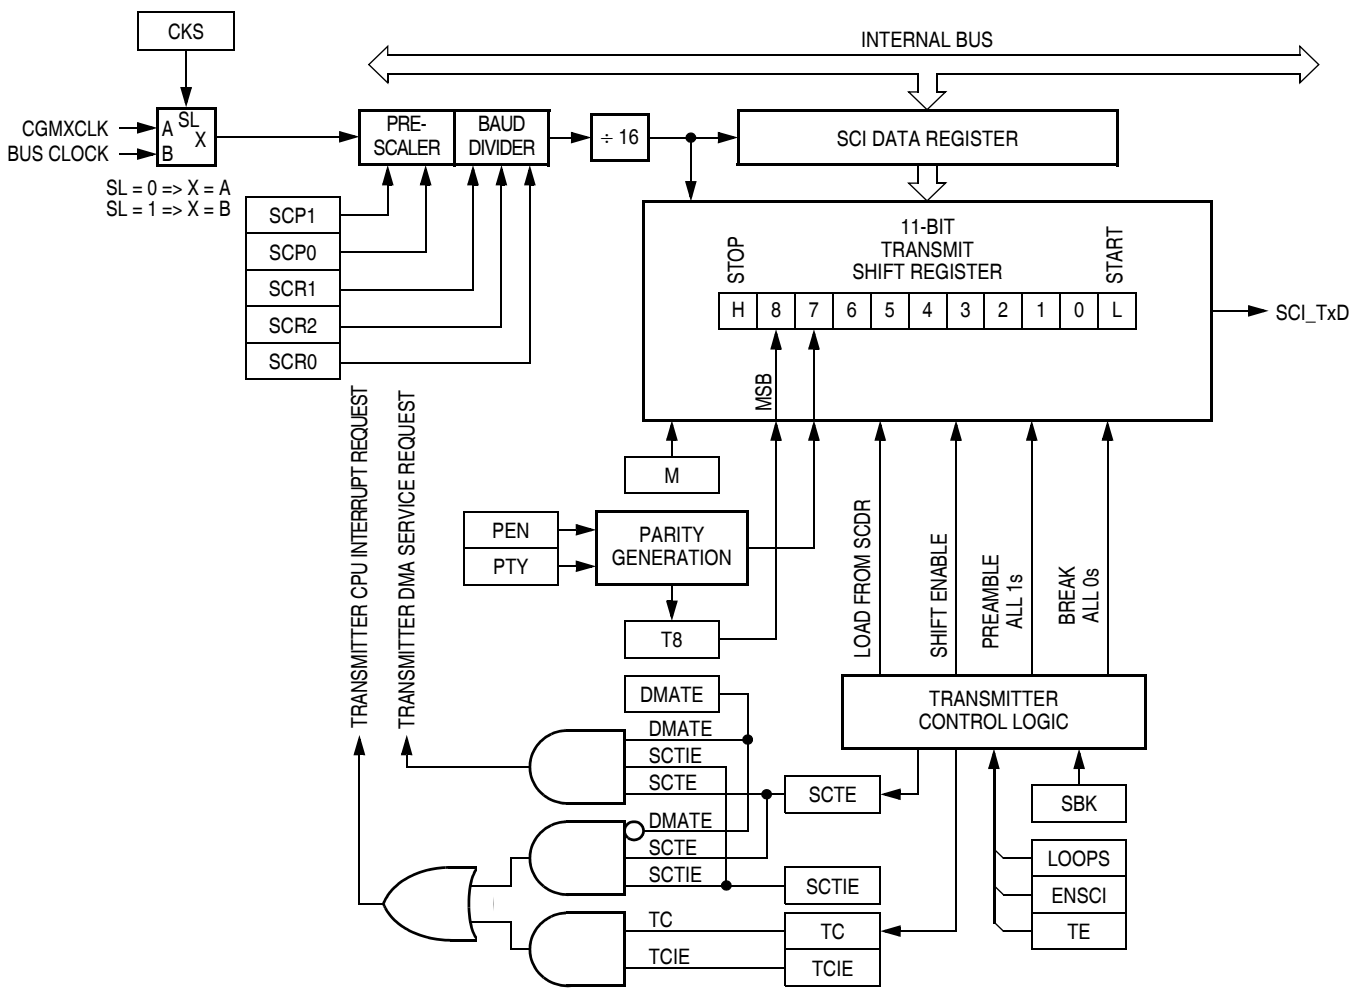 CKS
INTERNAL BUS
CGMXCLK
BUS CLOCK
A
SL
X
B
SL = 0 => X = A
SL = 1 => X = B
PRE-
SCALER
BAUD
DIVIDER
÷ 16
SCI DATA REGISTER
SCP1
SCP0
SCR1
SCR2
SCR0
11-BIT
TRANSMIT
SHIFT REGISTER
STOP
START
H 8 7 6 5 4 3 2 1 0 L
MSB
SCI_TxD
M
PEN
PTY
PARITY
GENERATION
T8
TRANSMITTER CPU INTERRUPT REQUEST
TRANSMITTER DMA SERVICE REQUEST
LOAD FROM SCDR
SHIFT ENABLE
PREAMBLE
ALL 1s
BREAK
ALL 0s
TRANSMITTER
CONTROL LOGIC
DMATE
DMATE
SCTIE
SCTE
SCTE
DMATE
SCTE
SCTIE
SCTIE
TC
TCIE
TC
TCIE
SBK
LOOPS
ENSCI
TE